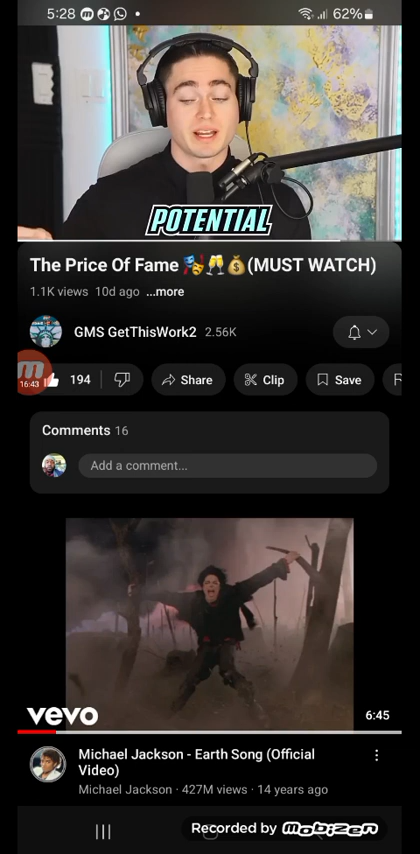 5:28
62%
POTENTIAL
The Price Of Fame 🎭🥂💰(MUST WATCH)
1.1K views 10d ago ...more
GMS GetThisWork2 2.56K
16:43
194
Share
Clip
Save
Comments 16
Add a comment...
vevo
6:45
Michael Jackson - Earth Song (Official
Video)
Michael Jackson · 427M views · 14 years ago
Recorded by mobizen